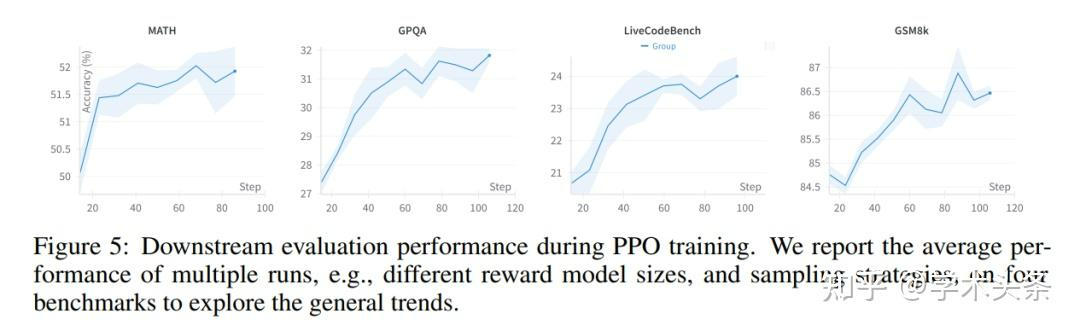 MATH
GPQA
LiveCodeBench
GSM8k
Group
Accuracy (%)
52
51.5
51
50.5
50
Step
20 40 60 80 100
32
31
30
29
28
27
Step
20 40 60 80 100 120
24
23
22
21
Step
20 40 60 80 100
87
86.5
86
85.5
85
84.5
Step
20 40 60 80 100 120
Figure 5: Downstream evaluation performance during PPO training. We report the average per-
formance of multiple runs, e.g., different reward model sizes, and sampling strategies, on four
benchmarks to explore the general trends.
知乎 @学术头条